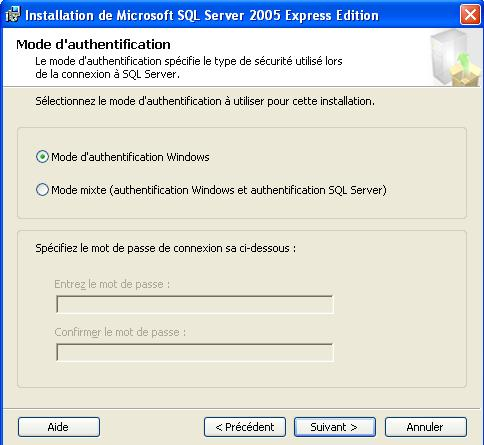 Installation de Microsoft SQL Server 2005 Express Edition
Mode d'authentification
Le mode d'authentification spécifie le type de sécurité utilisé lors
de la connexion à SQL Server.
Sélectionnez le mode d'authentification à utiliser pour cette installation.
Mode d'authentification Windows
Mode mixte (authentification Windows et authentification SQL Server)
Spécifiez le mot de passe de connexion sa ci-dessous :
Entrez le mot de passe :
Confirmer le mot de passe :
Aide
< Précédent
Suivant >
Annuler